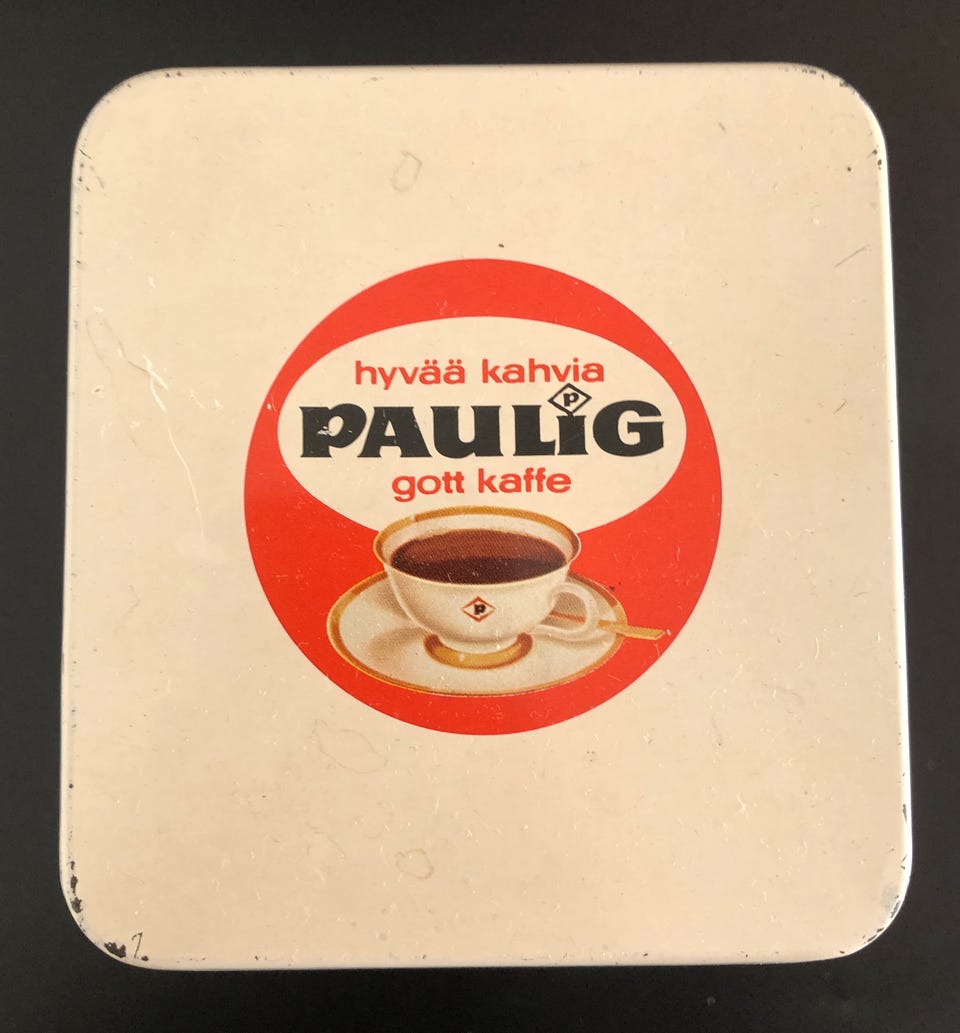 hyvää kahvia
P
PAULiG
gott kaffe
P